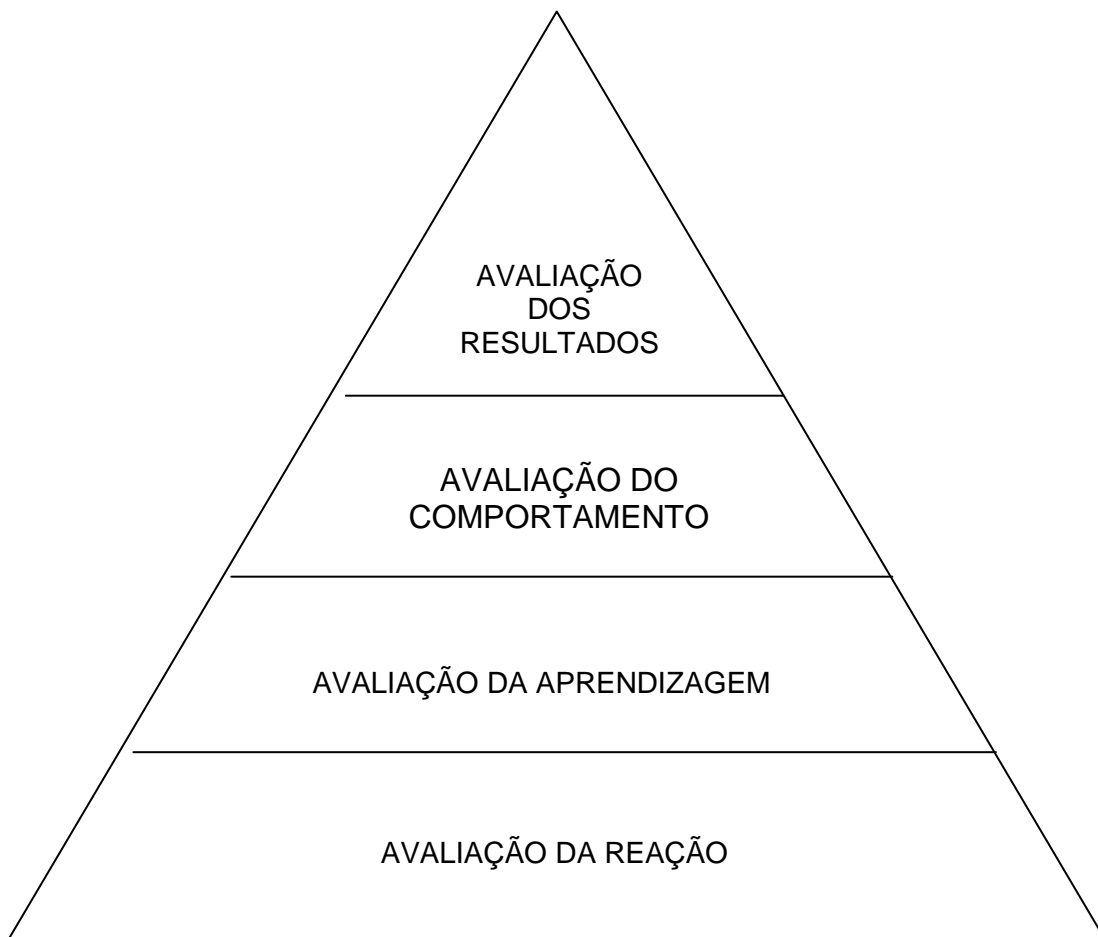 AVALIAÇÃO
DOS
RESULTADOS
AVALIAÇÃO DO
COMPORTAMENTO
AVALIAÇÃO DA APRENDIZAGEM
AVALIAÇÃO DA REAÇÃO